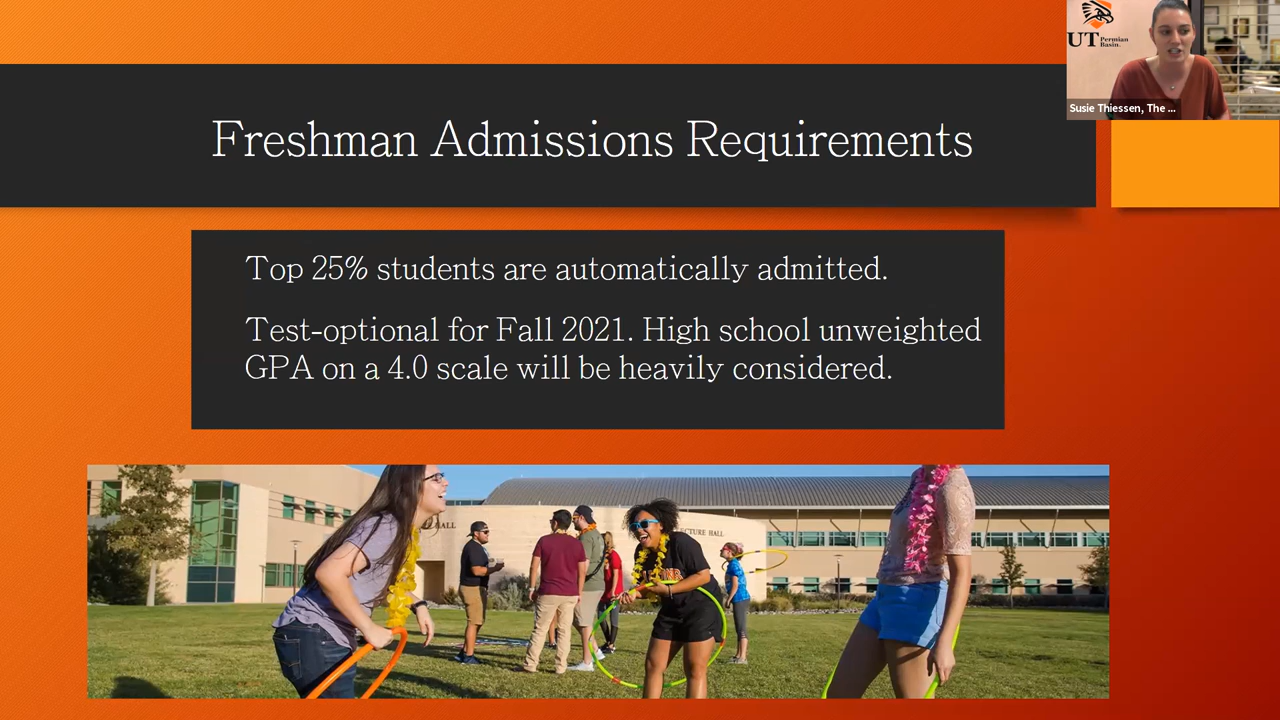 UT Permian
Basin.
Susie Thiessen, The ...
Freshman Admissions Requirements
Top 25% students are automatically admitted.
Test-optional for Fall 2021. High school unweighted
GPA on a 4.0 scale will be heavily considered.
HALL
LECTURE HALL